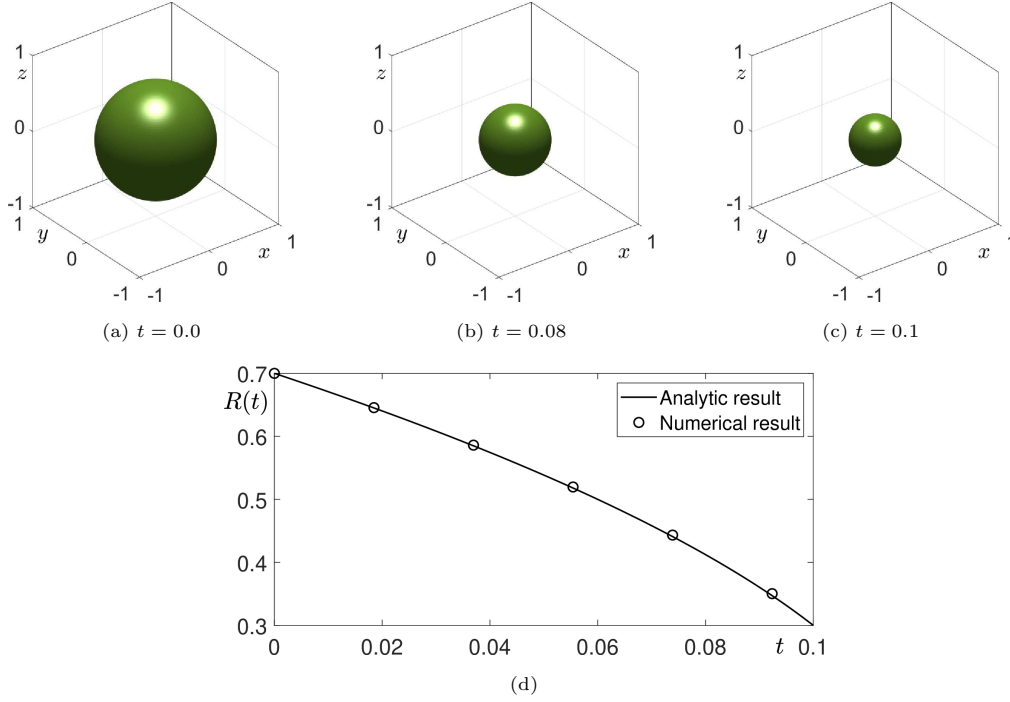 1
z
0
-1
1
y
0
-1
-1
0
x
1
(a) t = 0.0
1
z
0
-1
1
y
0
-1
-1
0
x
1
(b) t = 0.08
1
z
0
-1
1
y
0
-1
-1
0
x
1
(c) t = 0.1
0.7
R(t)
0.6
0.5
0.4
0.3
Analytic result
Numerical result
0 0.02 0.04 0.06 0.08 t 0.1
(d)